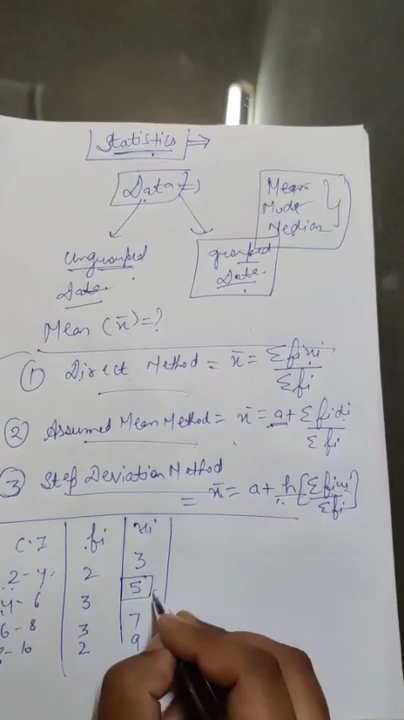 Statistics ⇒
Data ⇒
Mean
Mode
Median
Ungrouped
Data.
grouped
Data.
Mean (x̄) = ?
① Direct Method = x̄ = Σfixi / Σfi
② Assumed Mean Method = x̄ = a + Σfidi / Σfi
③ Step Deviation Method
= x̄ = a + h [Σfiui / Σfi]
C.I fi xi
2-4 2 3
4-6 3 5
6-8 3 7
8-10 2 9